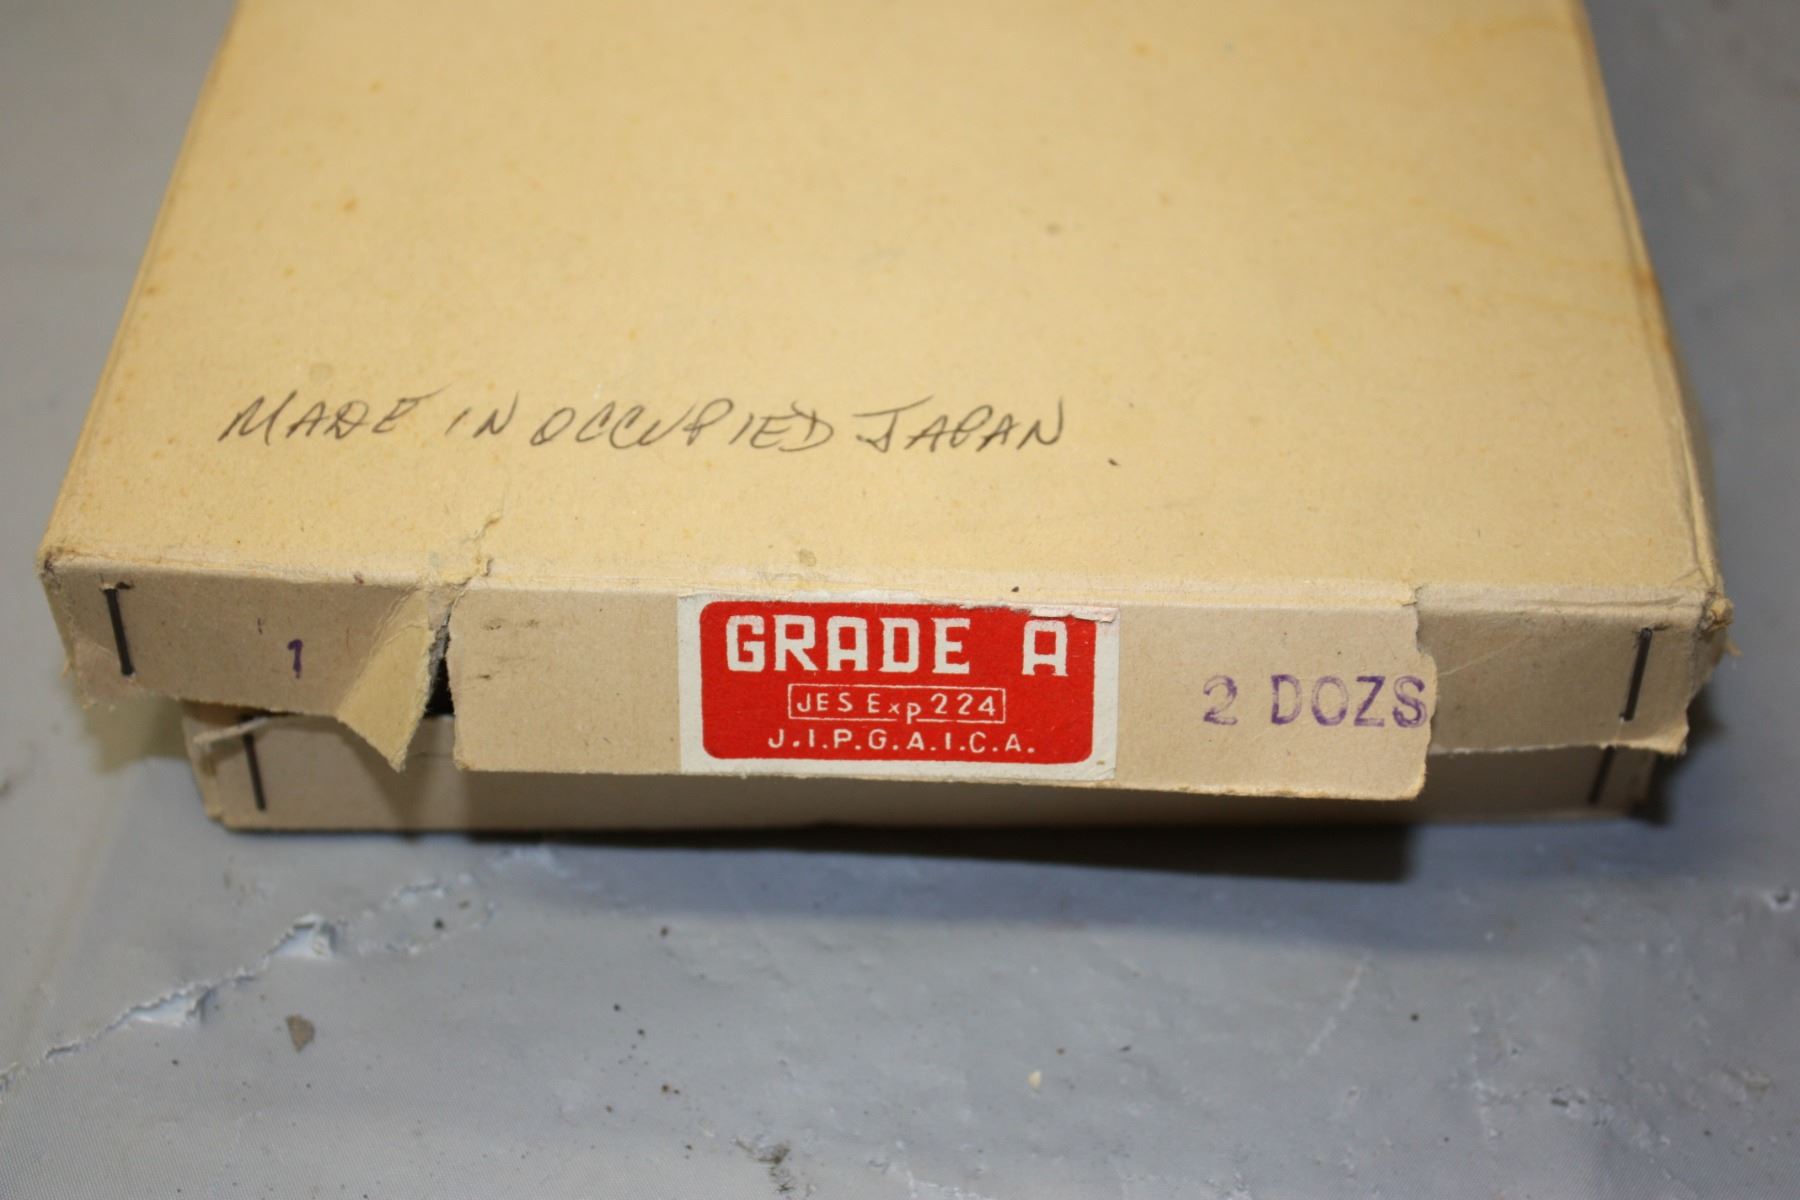 MADE IN OCCUPIED JAPAN
1
GRADE A
JES Exp 224
J.I.P.G.A.I.C.A.
2 DOZS